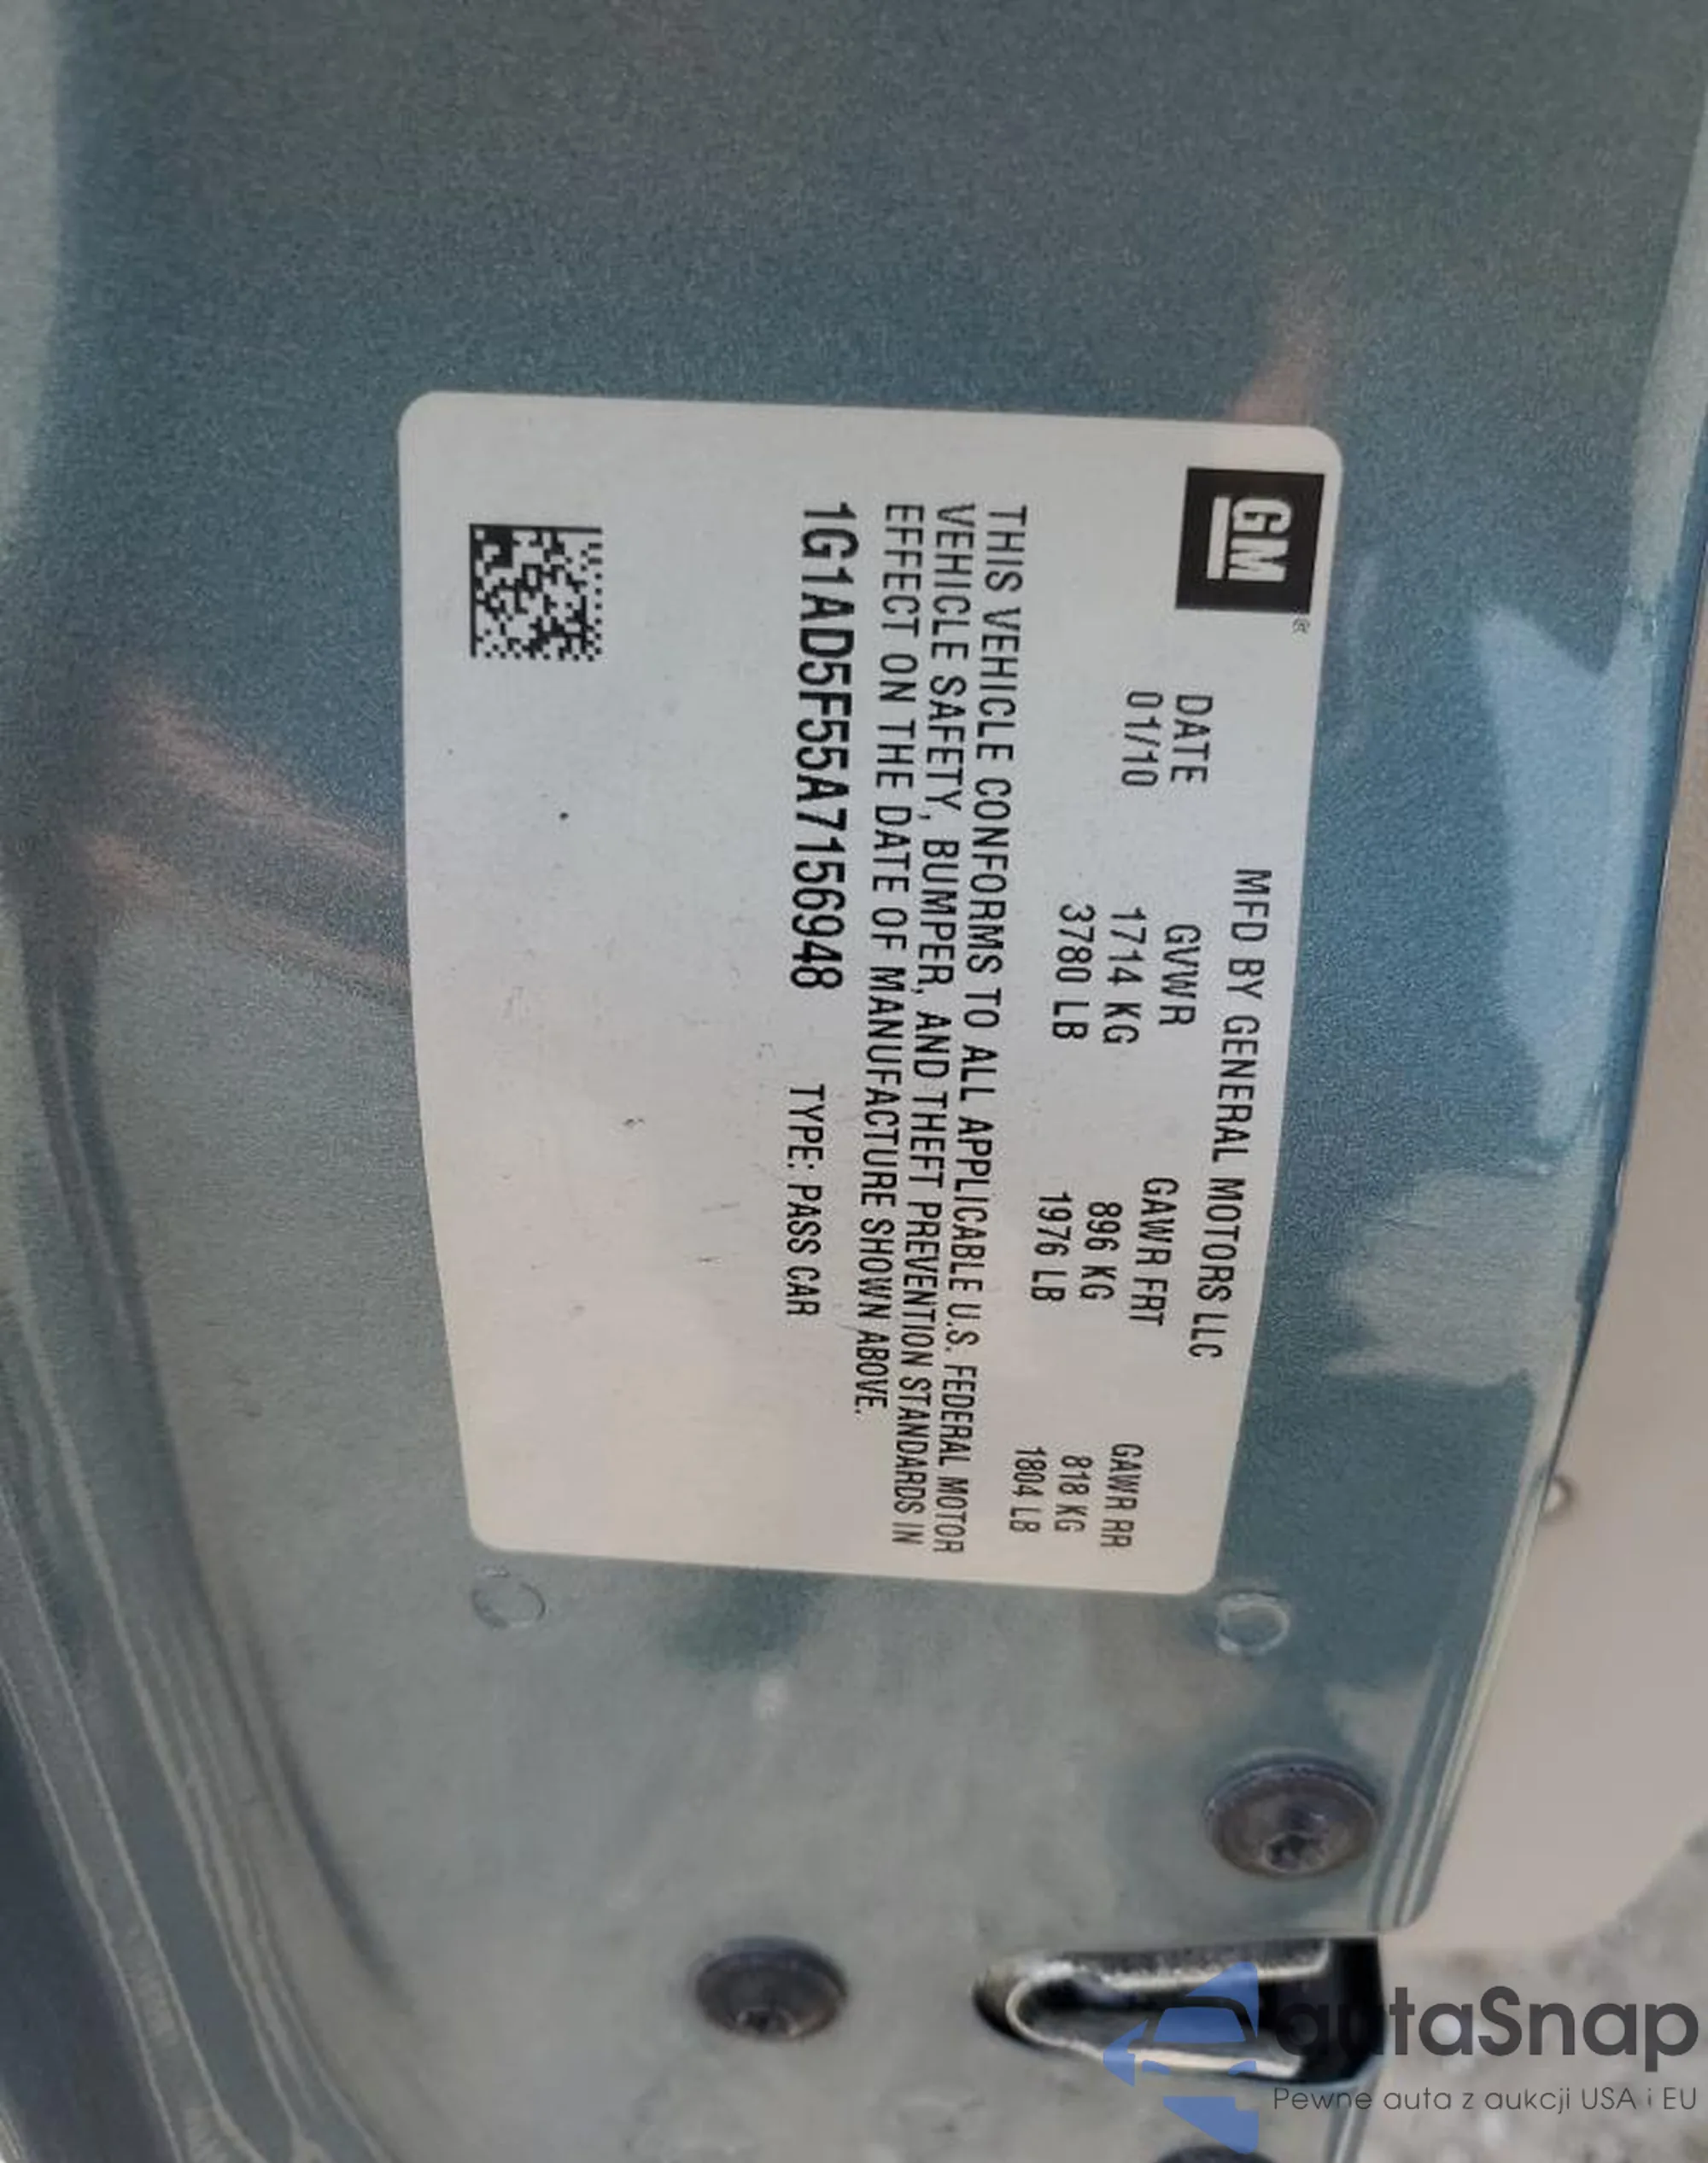 GM®
MFD BY GENERAL MOTORS LLC
DATE GVWR GAWR FRT GAWR RR
01/10 1714 KG 896 KG 818 KG
3780 LB 1976 LB 1804 LB
THIS VEHICLE CONFORMS TO ALL APPLICABLE U.S. FEDERAL MOTOR
VEHICLE SAFETY, BUMPER, AND THEFT PREVENTION STANDARDS IN
EFFECT ON THE DATE OF MANUFACTURE SHOWN ABOVE.
1G1AD5F55A7156948 TYPE: PASS CAR
autaSnap
Pewne auta z aukcji USA i EU